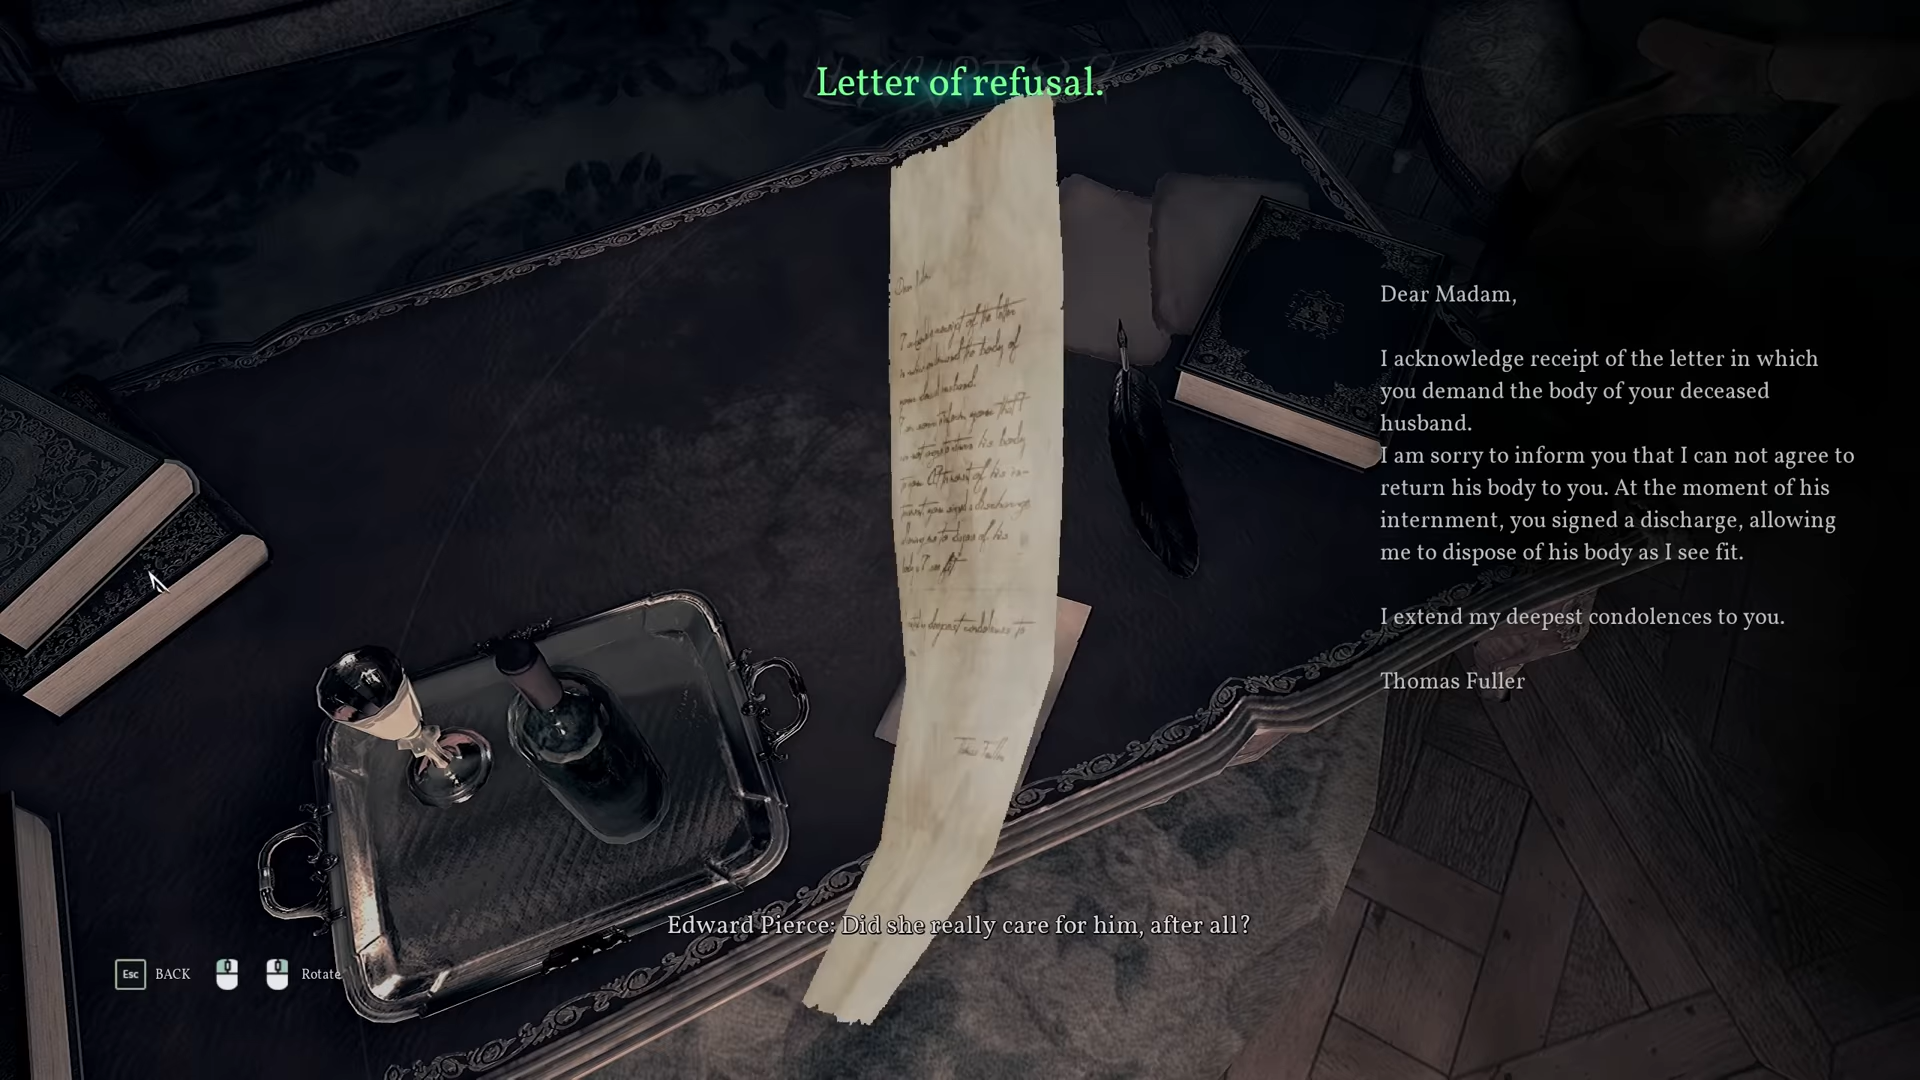 Letter of refusal.
Dear Madam,
I acknowledge receipt of the letter in which
you demand the body of your deceased
husband.
I am sorry to inform you that I can not agree to
return his body to you. At the moment of his
internment, you signed a discharge, allowing
me to dispose of his body as I see fit.
I extend my deepest condolences to you.
Thomas Fuller
Edward Pierce: Did she really care for him, after all?
Esc BACK Rotate